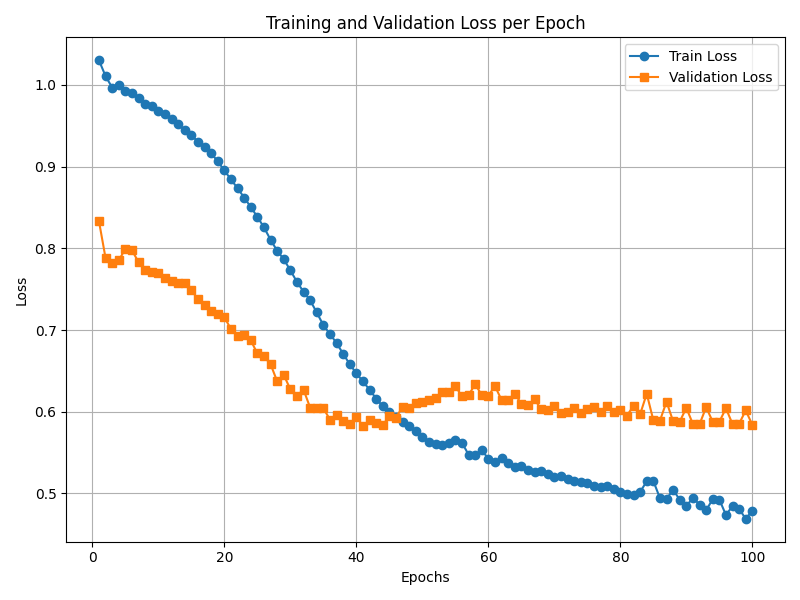 Training and Validation Loss per Epoch
Train Loss
Validation Loss
1.0
0.9
0.8
0.7
0.6
0.5
Loss
0 20 40 60 80 100
Epochs